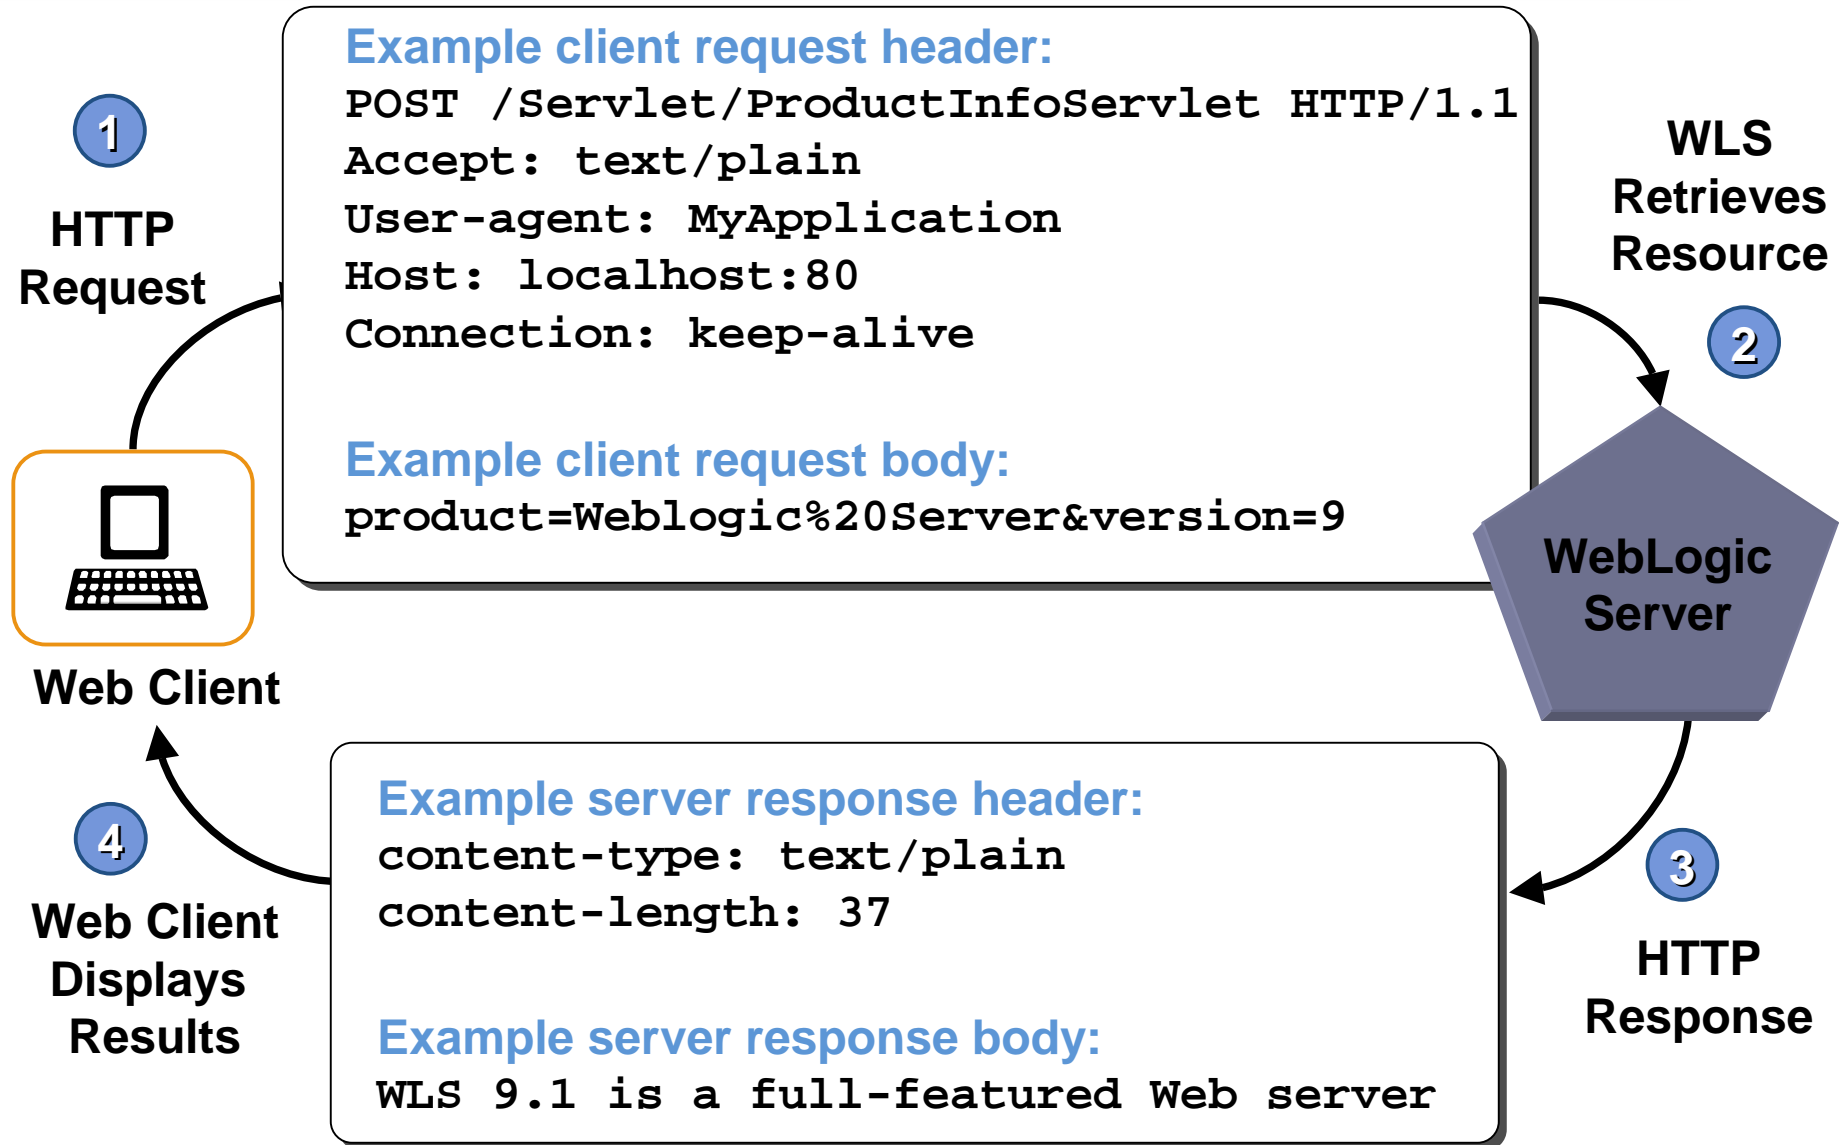 1
HTTP
Request
Example client request header:
POST /Servlet/ProductInfoServlet HTTP/1.1
Accept: text/plain
User-agent: MyApplication
Host: localhost:80
Connection: keep-alive
Example client request body:
product=Weblogic%20Server&version=9
WLS
Retrieves
Resource
2
WebLogic
Server
Web Client
Example server response header:
content-type: text/plain
content-length: 37
Example server response body:
WLS 9.1 is a full-featured Web server
3
HTTP
Response
4
Web Client
Displays
Results